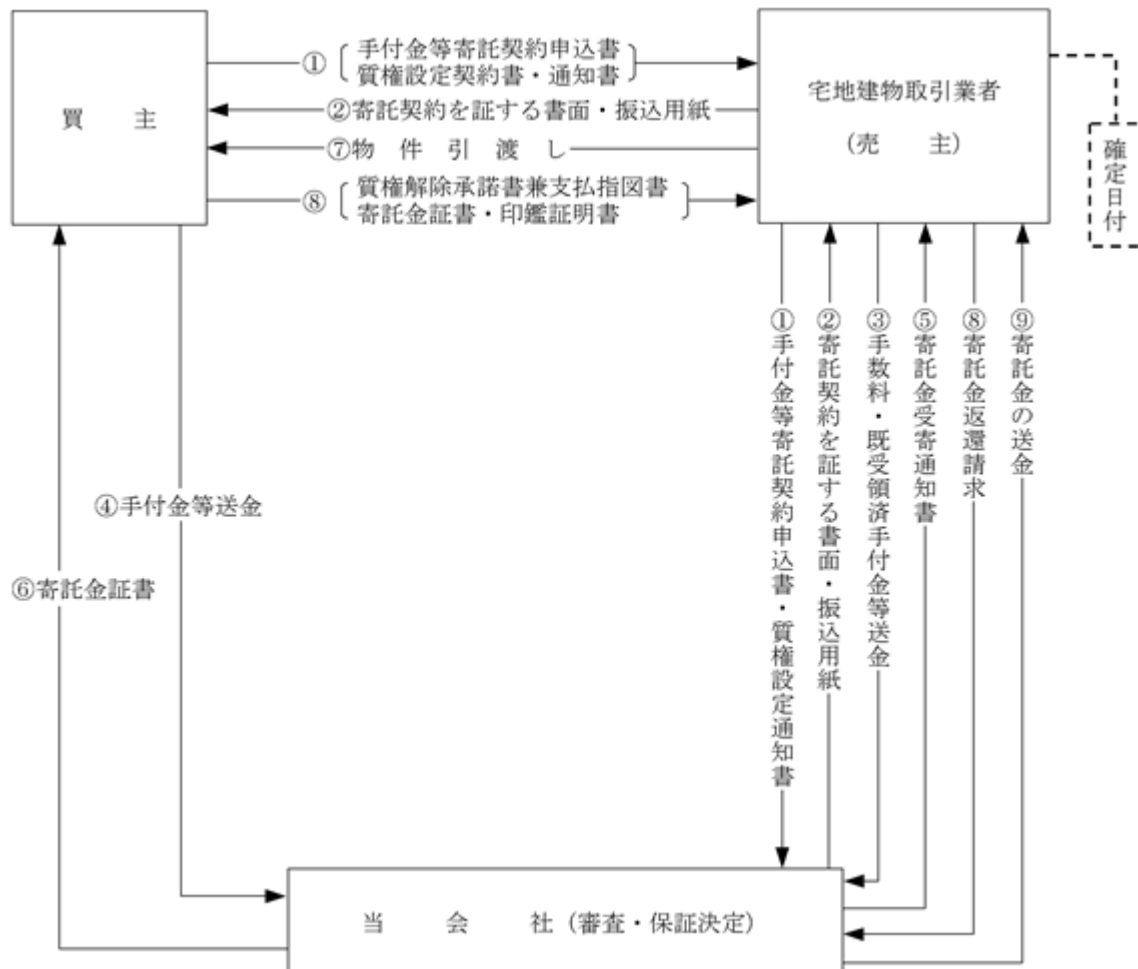 ① 手付金等寄託契約申込書
質権設定契約書・通知書
買主
②寄託契約を証する書面・振込用紙
⑦物件引渡し
⑧ 質権解除承諾書兼支払指図書
寄託金証書・印鑑証明書
宅地建物取引業者
(売主)
確定日付
①手付金等寄託契約申込書・質権設定通知書
②寄託契約を証する書面・振込用紙
③手数料・既受領済手付金等送金
⑤寄託金受寄通知書
⑧寄託金返還請求
⑨寄託金の送金
④手付金等送金
⑥寄託金証書
当会社(審査・保証決定)